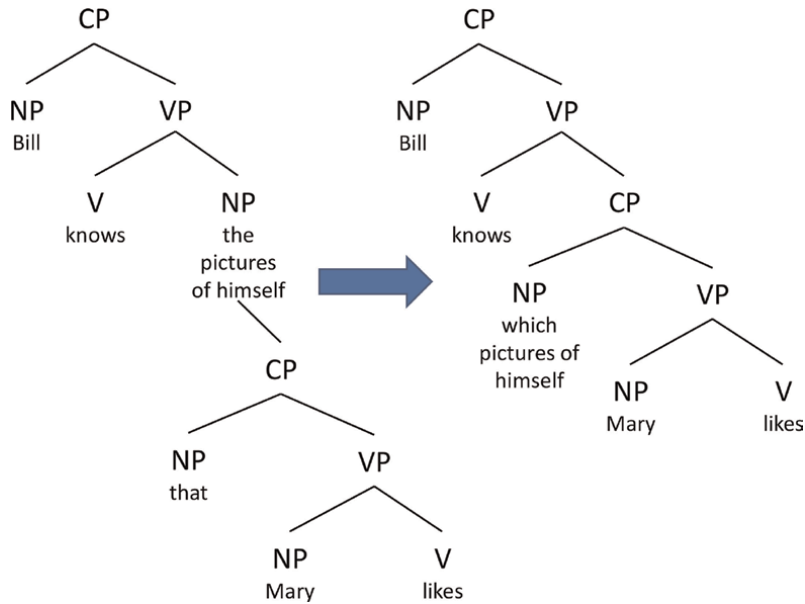 CP
NP VP
Bill
V NP
knows the
pictures
of himself
CP
NP VP
that
NP V
Mary likes
CP
NP VP
Bill
V CP
knows
NP VP
which
pictures of
himself
NP V
Mary likes